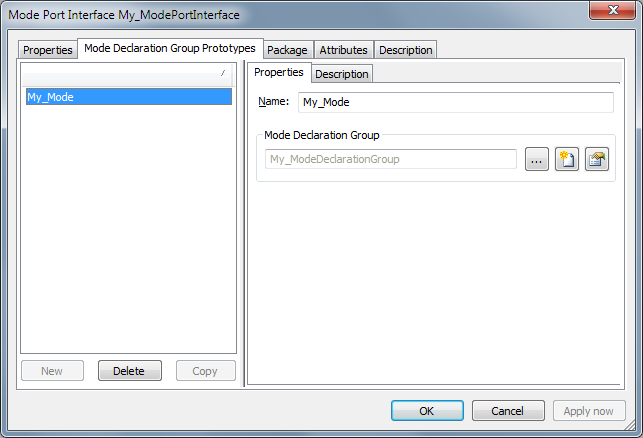 Mode Port Interface My_ModePortInterface
Properties Mode Declaration Group Prototypes Package Attributes Description
/
My_Mode
Properties Description
Name: My_Mode
Mode Declaration Group
My_ModeDeclarationGroup ...
New Delete Copy
OK Cancel Apply now